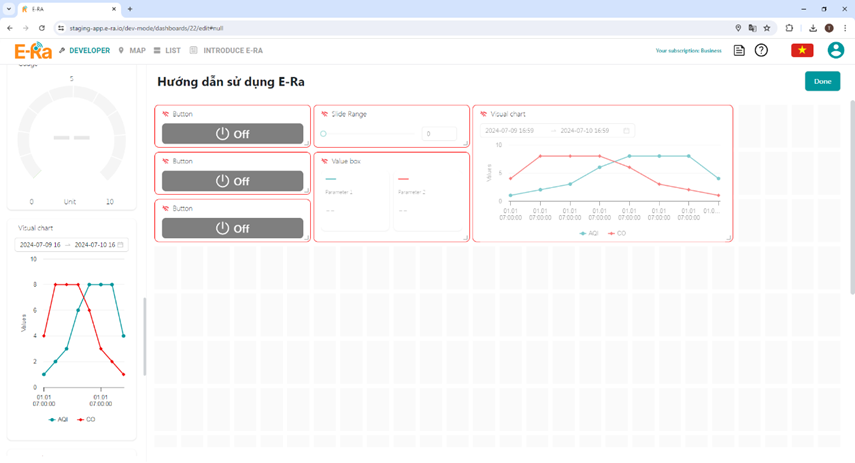 E-RA
staging-app.e-ra.io/dev-mode/dashboards/22/edit#null
E-Ra
DEVELOPER
MAP
LIST
INTRODUCE E-RA
Your subscription: Business
5
--
0
Unit
10
Visual chart
2024-07-09 16 → 2024-07-10 16
10
8
6
4
2
0
Values
01.01
07:00:00
01.01
07:00:00
AQI
CO
Hướng dẫn sử dụng E-Ra
Done
Button
Off
Button
Off
Button
Off
Slide Range
0
Value box
Parameter 1
--
Parameter 2
--
Visual chart
2024-07-09 16:59 → 2024-07-10 16:59
10
5
0
Values
01.01
07:00:00
01.01
07:00:00
01.01
07:00:00
01.01
07:00:00
01.01
07:00:00
01.01
07:00:00
01.01
07:00:00
01.0...
AQI
CO